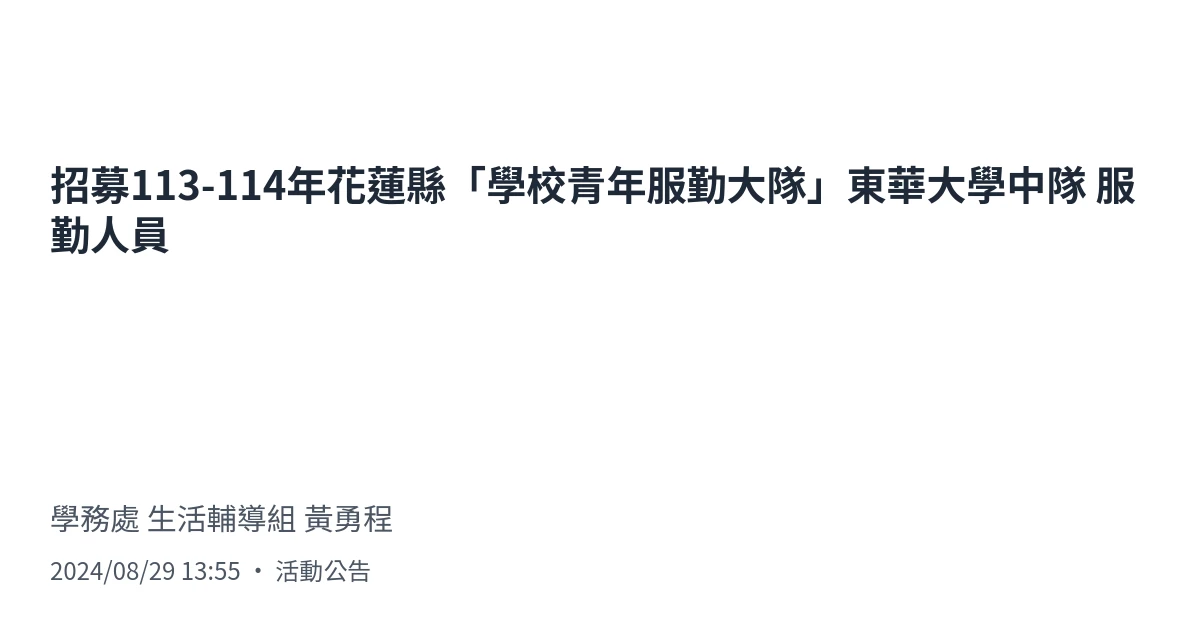 招募113-114年花蓮縣「學校青年服勤大隊」東華大學中隊 服
勤人員
學務處 生活輔導組 黃勇程
2024/08/29 13:55 • 活動公告